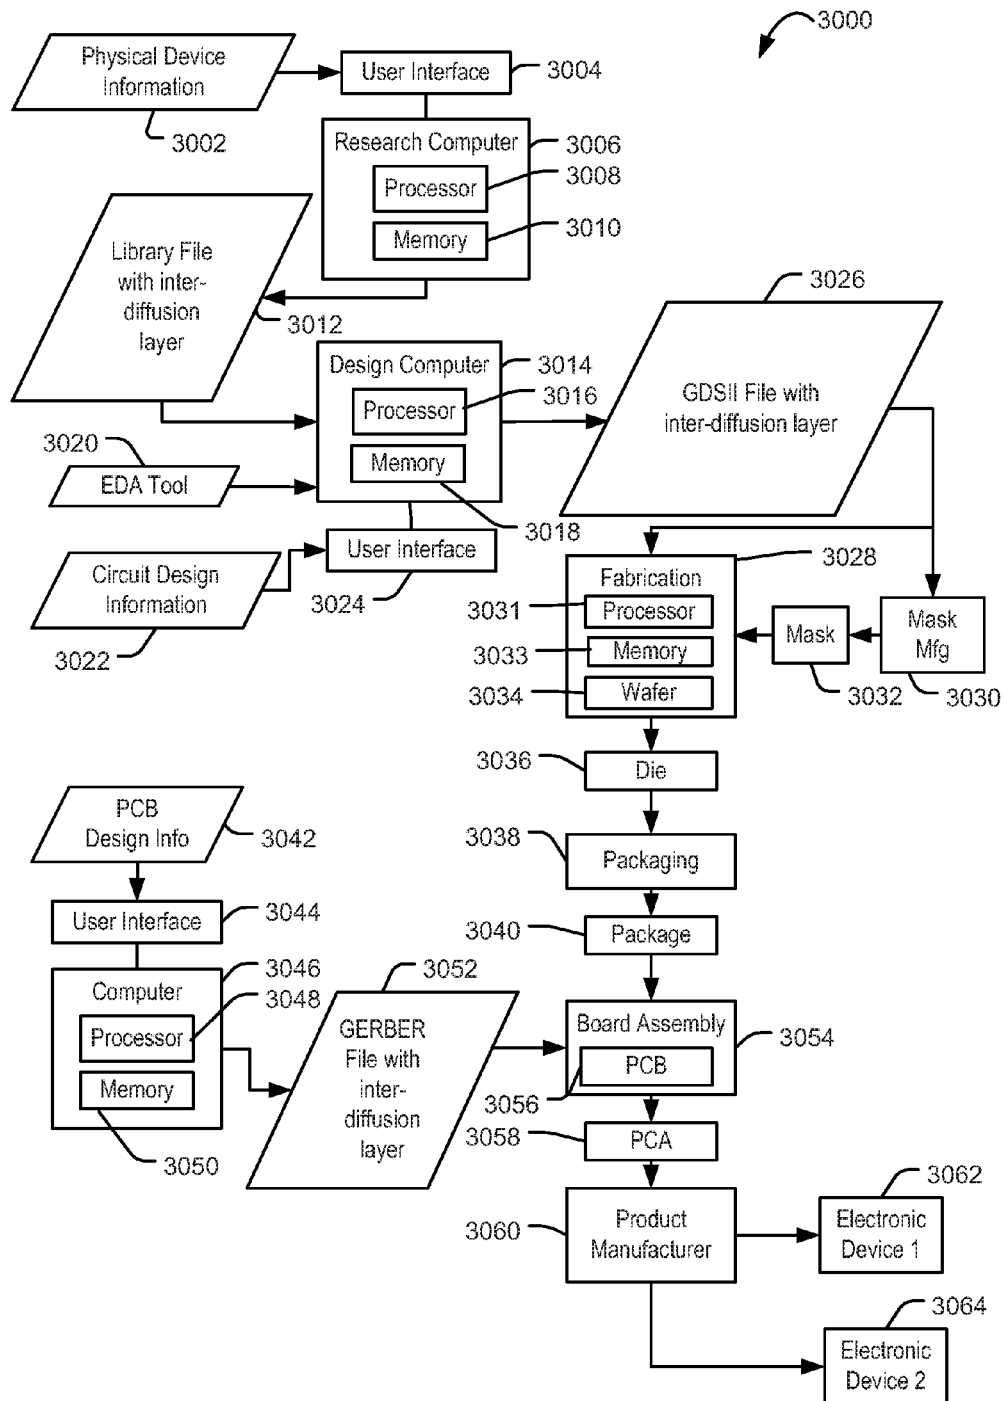 3000
Physical Device
Information
3002
User Interface
3004
Research Computer
3006
Processor
3008
Memory
3010
Library File
with inter-
diffusion
layer
3012
Design Computer
3014
Processor
3016
Memory
3018
3020
EDA Tool
User Interface
3024
Circuit Design
Information
3022
3026
GDSII File with
inter-diffusion layer
Fabrication
3028
3031
Processor
3033
Memory
3034
Wafer
Mask
3032
Mask
Mfg
3030
3036
Die
3038
Packaging
3040
Package
PCB
Design Info
3042
User Interface
3044
Computer
3046
Processor
3048
Memory
3050
3052
GERBER
File with
inter-
diffusion
layer
Board Assembly
3054
PCB
3056
3058
PCA
3060
Product
Manufacturer
3062
Electronic
Device 1
3064
Electronic
Device 2